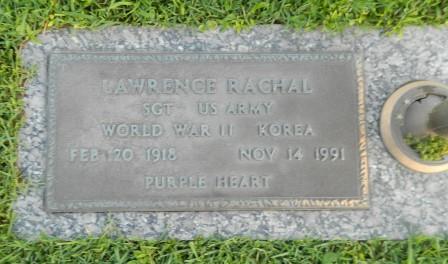 LAWRENCE RACHAL
SGT US ARMY
WORLD WAR II KOREA
FEB 20 1918 NOV 14 1991
PURPLE HEART